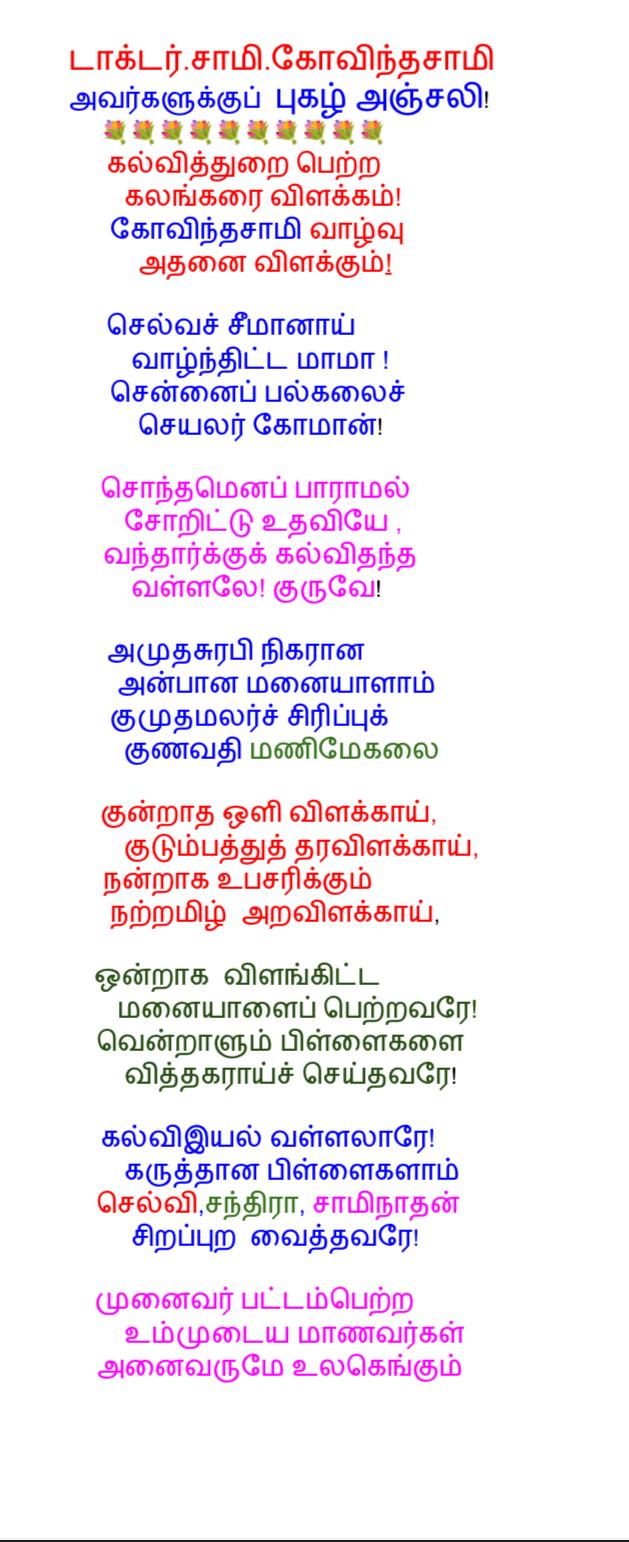 டாக்டர்.சாமி.கோவிந்தசாமி
அவர்களுக்குப் புகழ் அஞ்சலி!
💐💐💐💐💐💐💐💐💐💐
கல்வித்துறை பெற்ற
கலங்கரை விளக்கம்!
கோவிந்தசாமி வாழ்வு
அதனை விளக்கும்!
செல்வச் சீமானாய்
வாழ்ந்திட்ட மாமா !
சென்னைப் பல்கலைச்
செயலர் கோமான்!
சொந்தமெனப் பாராமல்
சோறிட்டு உதவியே ,
வந்தார்க்குக் கல்விதந்த
வள்ளலே! குருவே!
அமுதசுரபி நிகரான
அன்பான மனையாளாம்
குமுதமலர்ச் சிரிப்புக்
குணவதி மணிமேகலை
குன்றாத ஒளி விளக்காய்,
குடும்பத்துத் தரவிளக்காய்,
நன்றாக உபசரிக்கும்
நற்றமிழ் அறவிளக்காய்,
ஒன்றாக விளங்கிட்ட
மனையாளைப் பெற்றவரே!
வென்றாளும் பிள்ளைகளை
வித்தகராய்ச் செய்தவரே!
கல்விஇயல் வள்ளலாரே!
கருத்தான பிள்ளைகளாம்
செல்வி,சந்திரா, சாமிநாதன்
சிறப்புற வைத்தவரே!
முனைவர் பட்டம்பெற்ற
உம்முடைய மாணவர்கள்
அனைவருமே உலகெங்கும்